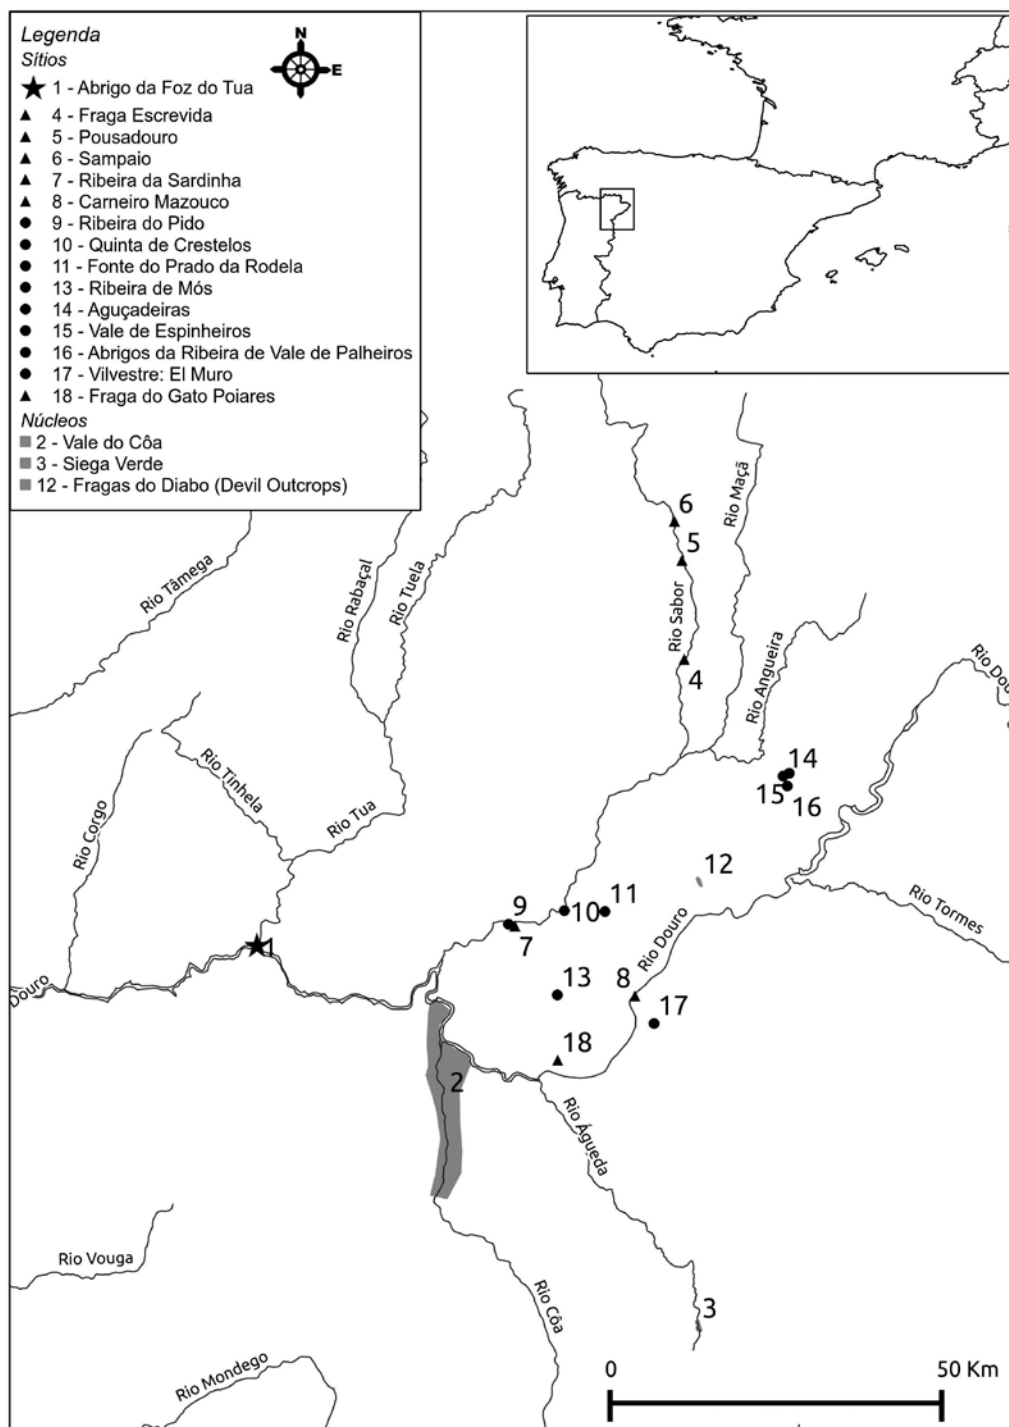 Legenda
Sítios
1 - Abrigo da Foz do Tua
4 - Fraga Escrevida
5 - Pousadouro
6 - Sampaio
7 - Ribeira da Sardinha
8 - Carneiro Mazouco
9 - Ribeira do Pido
10 - Quinta de Crestelos
11 - Fonte do Prado da Rodela
13 - Ribeira de Mós
14 - Aguçadeiras
15 - Vale de Espinheiros
16 - Abrigos da Ribeira de Vale de Palheiros
17 - Vilvestre: El Muro
18 - Fraga do Gato Poiares
Núcleos
2 - Vale do Côa
3 - Siega Verde
12 - Fragas do Diabo (Devil Outcrops)
N
E
6
5
4
Rio Maçã
Rio Sabor
Rio Angueira
Rio Tâmega
Rio Rabaçal
Rio Tuela
Rio Dou
Rio Tinhela
Rio Tua
Rio Corgo
14
15
16
12
Rio Tormes
9
10
11
7
1
Douro
Rio Douro
13
8
17
18
2
Rio Águeda
Rio Vouga
Rio Côa
3
Rio Mondego
0
50 Km